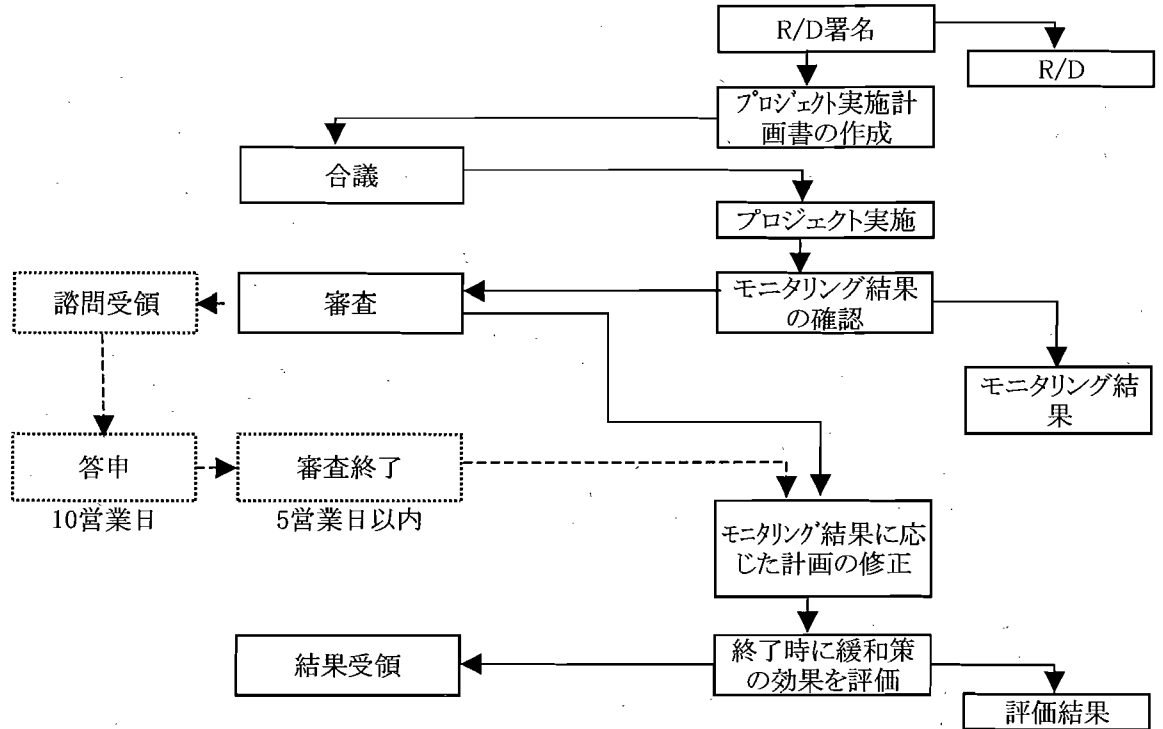 R/D署名
R/D
プロジェクト実施計
画書の作成
合議
プロジェクト実施
諮問受領
審査
モニタリング結果
の確認
モニタリング結
果
答申
審査終了
10営業日
5営業日以内
モニタリング結果に応
じた計画の修正
結果受領
終了時に緩和策
の効果を評価
評価結果